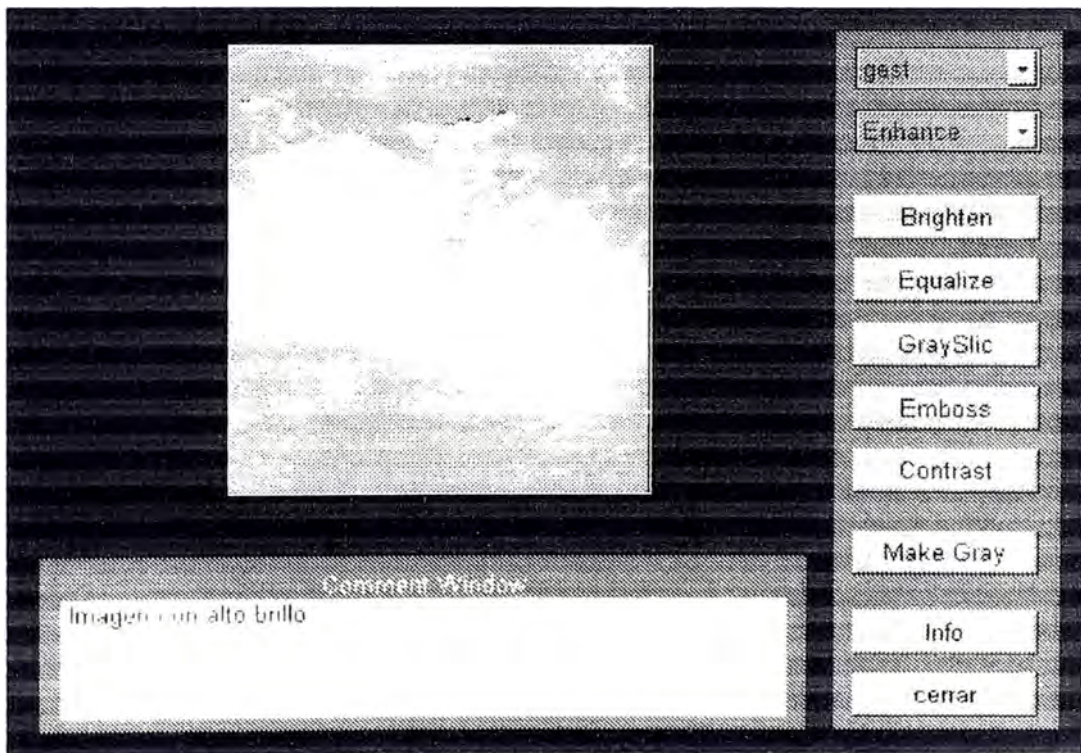 gest
Enhance
Brighten
Equalize
GraySlic
Emboss
Contrast
Make Gray
Info
cerrar
Comment Window
Imagen con alto brillo